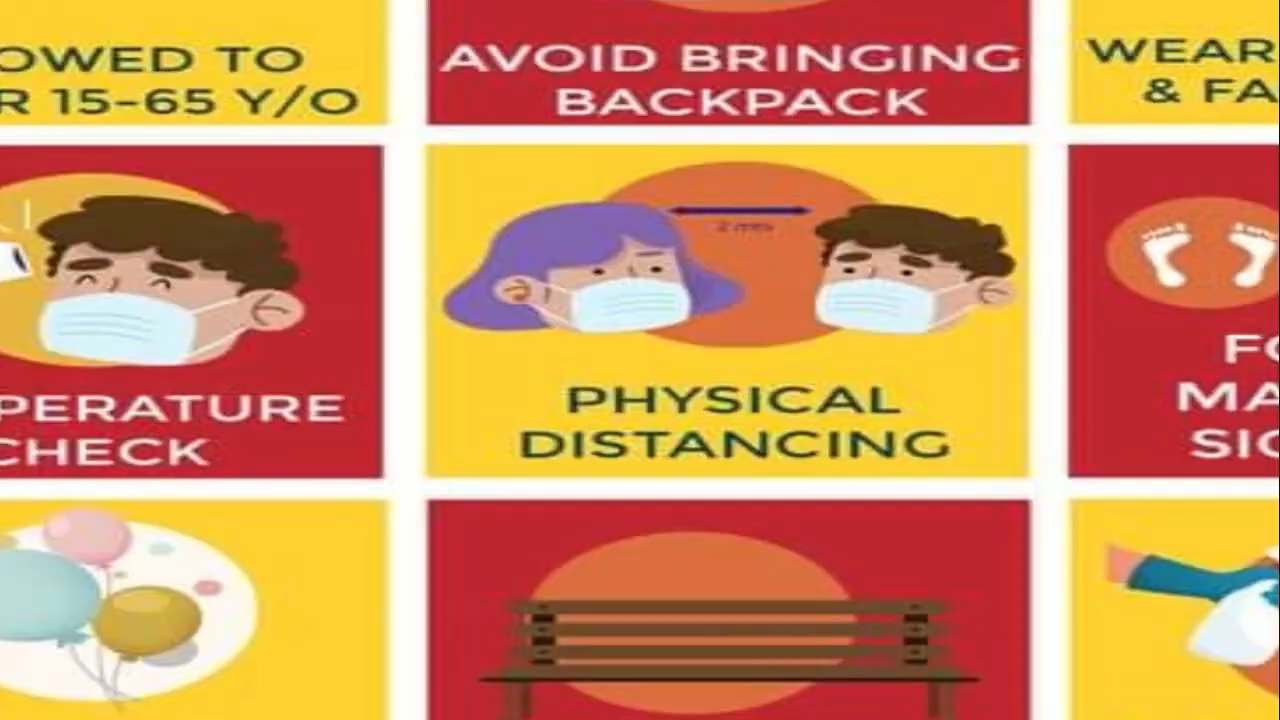 OWED TO
R 15-65 Y/O
AVOID BRINGING
BACKPACK
WEAR
& FA
PERATURE
CHECK
PHYSICAL
DISTANCING
FO
MA
SIG